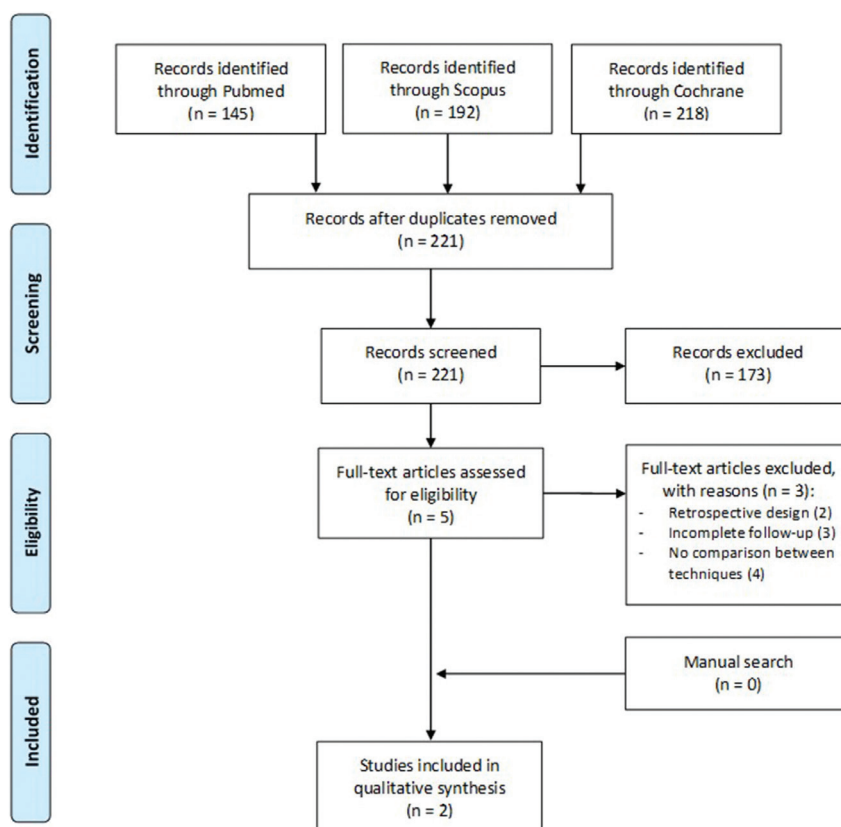 Identification
Records identified
through Pubmed
(n = 145)
Records identified
through Scopus
(n = 192)
Records identified
through Cochrane
(n = 218)
Records after duplicates removed
(n = 221)
Screening
Records screened
(n = 221)
Records excluded
(n = 173)
Eligibility
Full-text articles assessed
for eligibility
(n = 5)
Full-text articles excluded,
with reasons (n = 3):
- Retrospective design (2)
- Incomplete follow-up (3)
- No comparison between
techniques (4)
Manual search
(n = 0)
Included
Studies included in
qualitative synthesis
(n = 2)